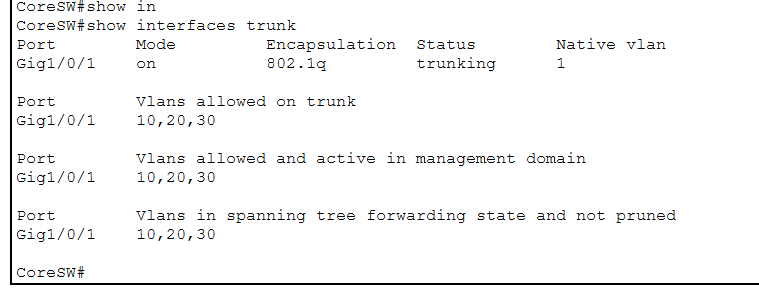 CoreSW#show in
CoreSW#show interfaces trunk
Port Mode Encapsulation Status Native vlan
Gig1/0/1 on 802.1q trunking 1
Port Vlans allowed on trunk
Gig1/0/1 10,20,30
Port Vlans allowed and active in management domain
Gig1/0/1 10,20,30
Port Vlans in spanning tree forwarding state and not pruned
Gig1/0/1 10,20,30
CoreSW#